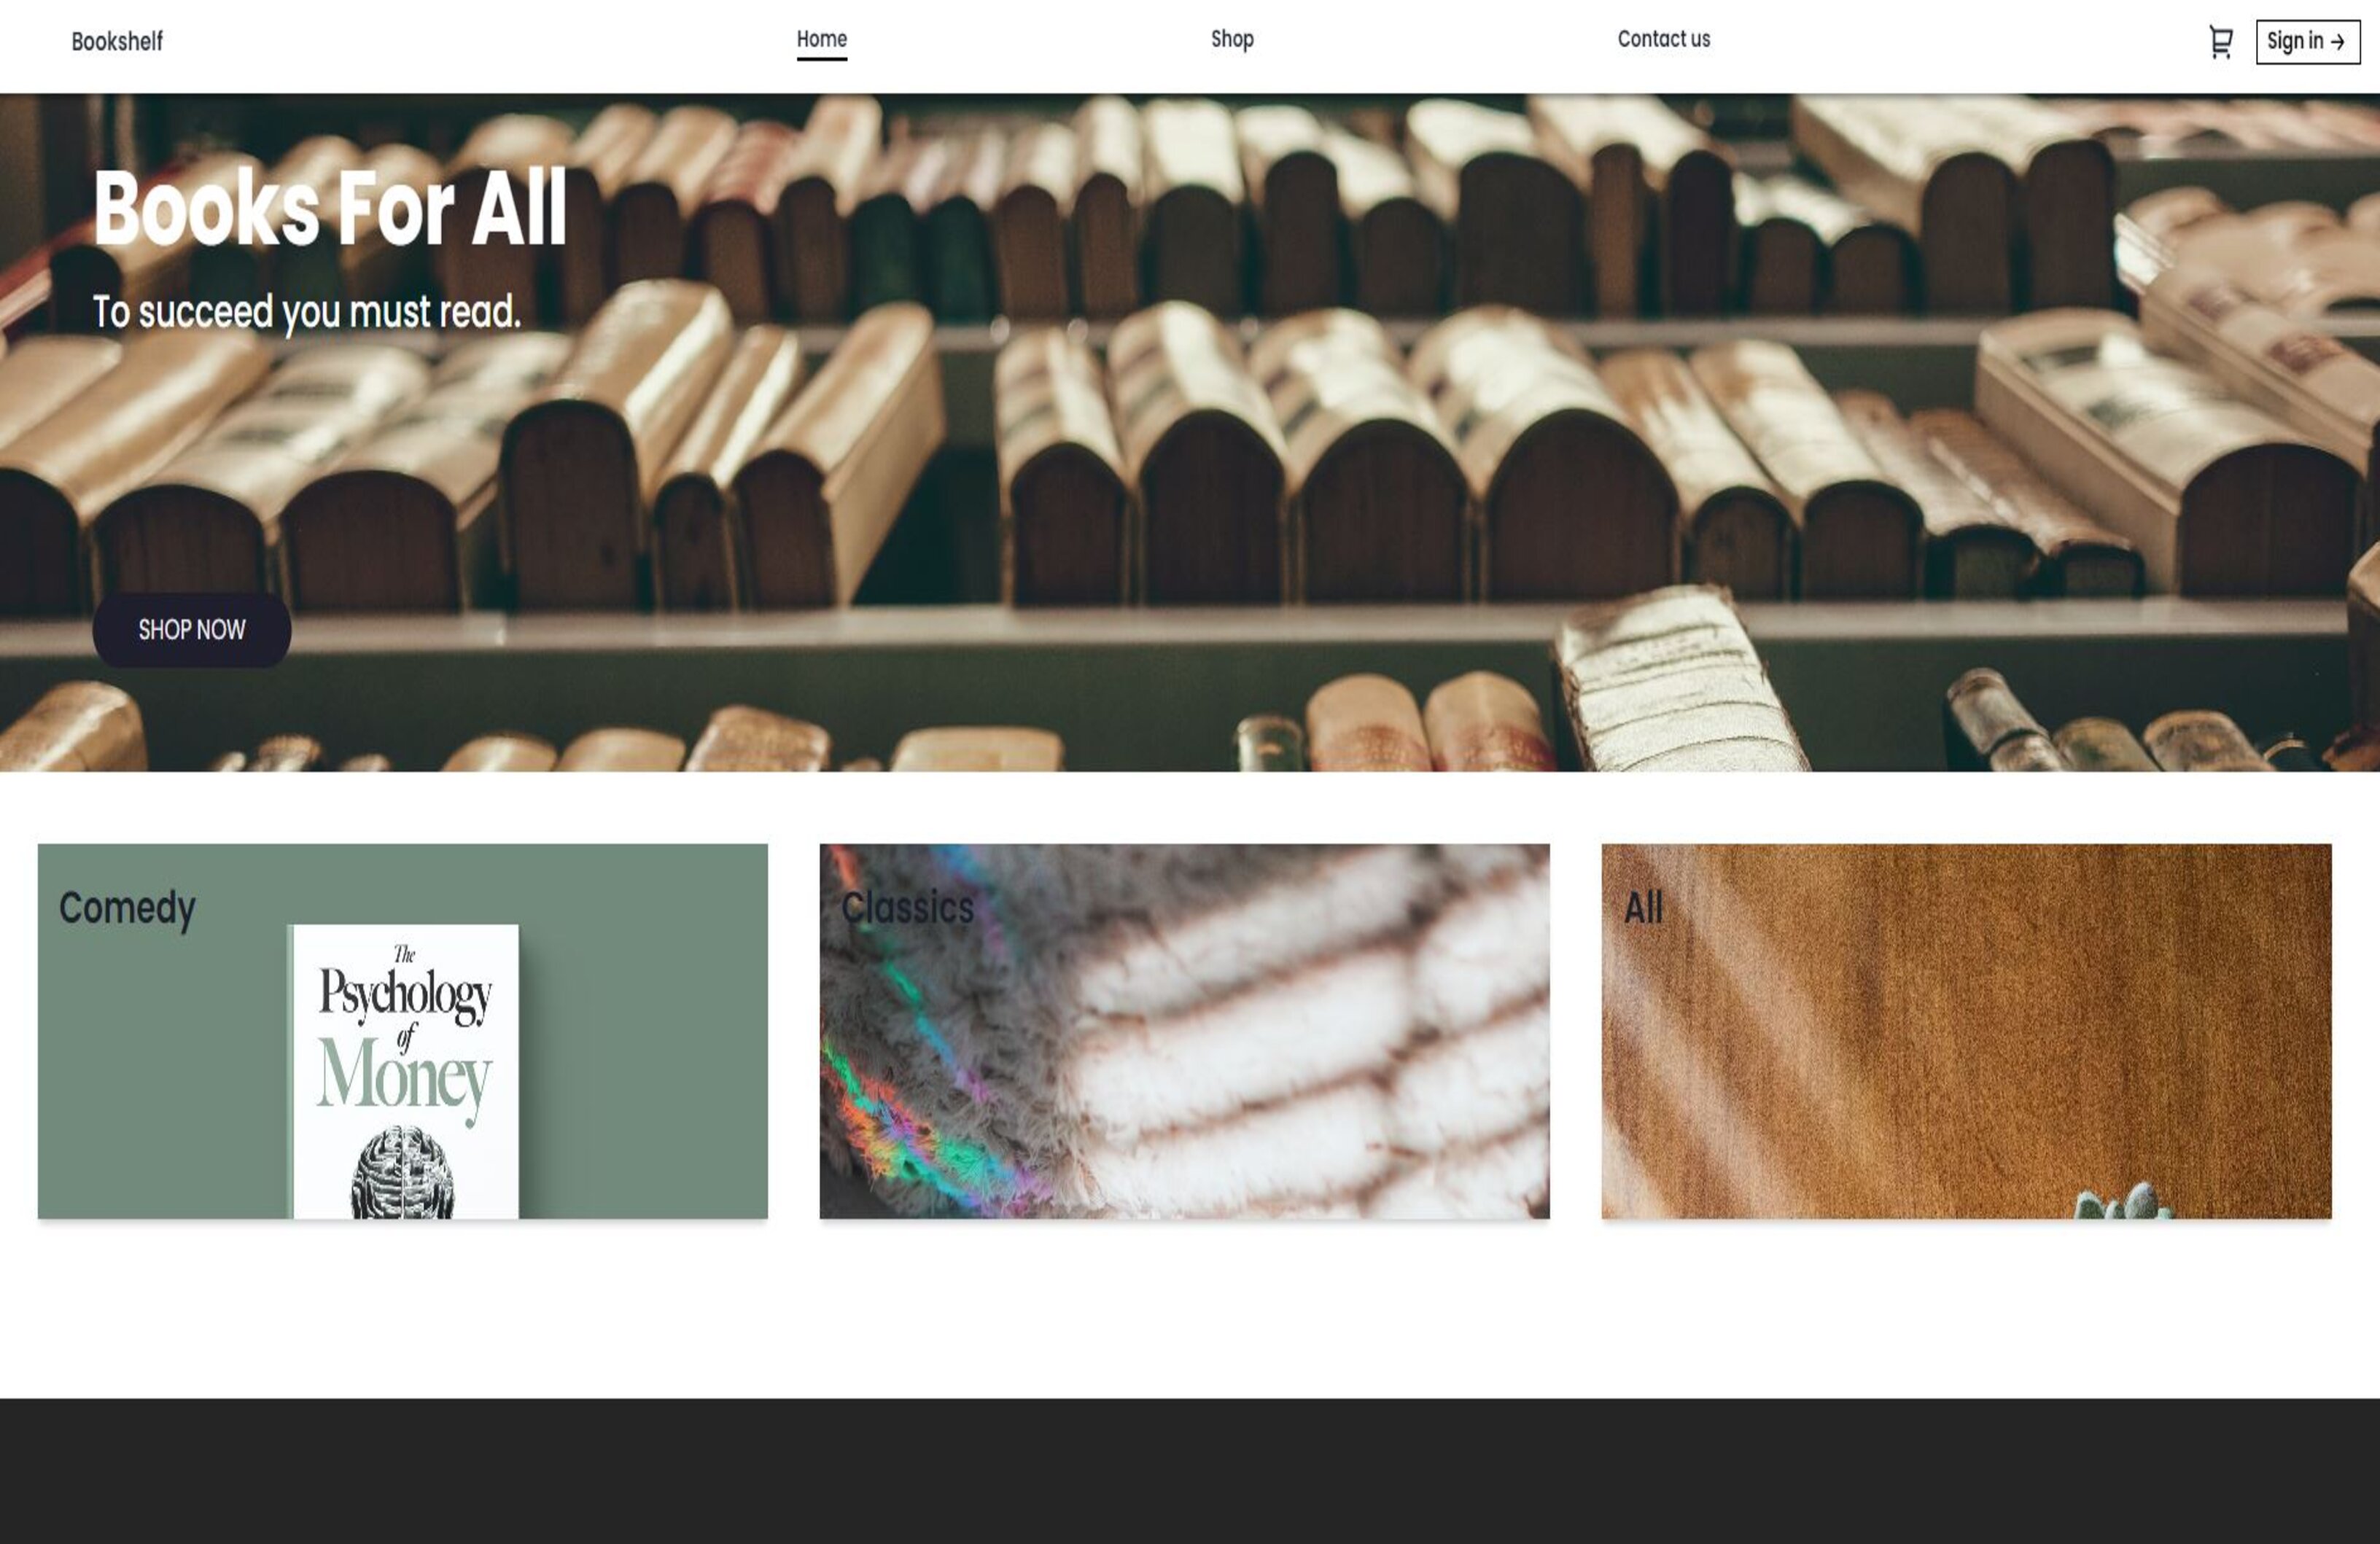 Bookshelf
Home
Shop
Contact us
Sign in →
Books For All
To succeed you must read.
SHOP NOW
Comedy
Classics
All
The
Psychology
of
Money